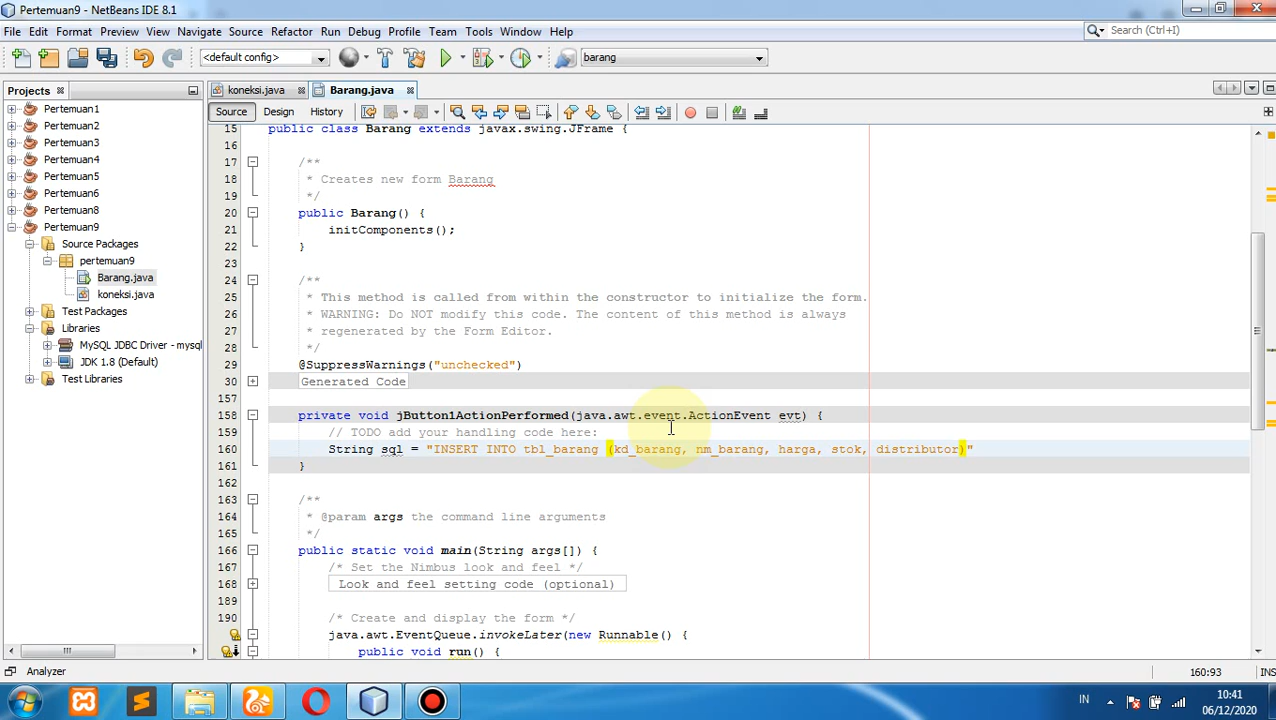 Pertemuan9 - NetBeans IDE 8.1
File Edit Format Preview View Navigate Source Refactor Run Debug Profile Team Tools Window Help
Search (Ctrl+I)
<default config>
barang
Projects
koneksi.java
Barang.java
Source Design History
Pertemuan1
Pertemuan2
Pertemuan3
Pertemuan4
Pertemuan5
Pertemuan6
Pertemuan8
Pertemuan9
Source Packages
pertemuan9
Barang.java
koneksi.java
Test Packages
Libraries
MySQL JDBC Driver - mysql
JDK 1.8 (Default)
Test Libraries
15 public class Barang extends javax.swing.JFrame {
16
17 /**
18 * Creates new form Barang
19 */
20 public Barang() {
21 initComponents();
22 }
23
24 /**
25 * This method is called from within the constructor to initialize the form.
26 * WARNING: Do NOT modify this code. The content of this method is always
27 * regenerated by the Form Editor.
28 */
29 @SuppressWarnings("unchecked")
30 Generated Code
157
158 private void jButton1ActionPerformed(java.awt.event.ActionEvent evt) {
159 // TODO add your handling code here:
160 String sql = "INSERT INTO tbl_barang (kd_barang, nm_barang, harga, stok, distributor)"
161 }
162
163 /**
164 * @param args the command line arguments
165 */
166 public static void main(String args[]) {
167 /* Set the Nimbus look and feel */
168 Look and feel setting code (optional)
189
190 /* Create and display the form */
java.awt.EventQueue.invokeLater(new Runnable() {
public void run() {
Analyzer
160:93
INS
IN
10:41
06/12/2020